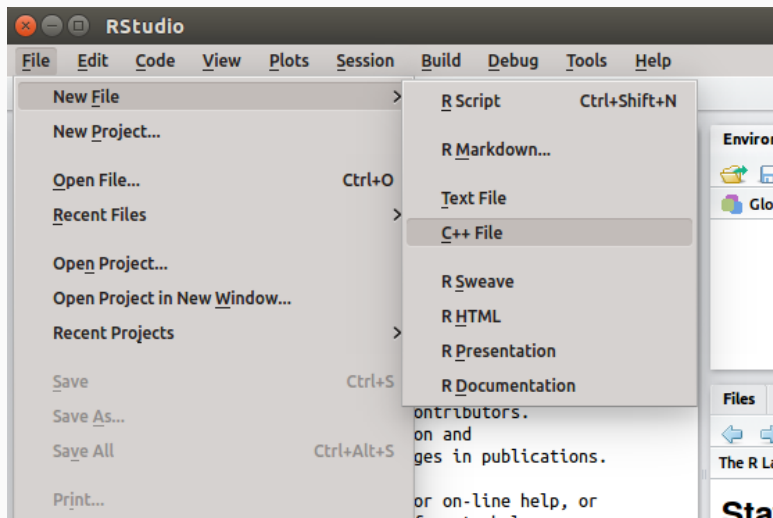 RStudio
File Edit Code View Plots Session Build Debug Tools Help
New File
New Project...
Open File... Ctrl+O
Recent Files
Open Project...
Open Project in New Window...
Recent Projects
Save Ctrl+S
Save As...
Save All Ctrl+Alt+S
Print...
R Script Ctrl+Shift+N
R Markdown...
Text File
C++ File
R Sweave
R HTML
R Presentation
R Documentation
ontributors.
on and
ges in publications.
or on-line help, or
Enviro
Glo
Files
The R La
Sta